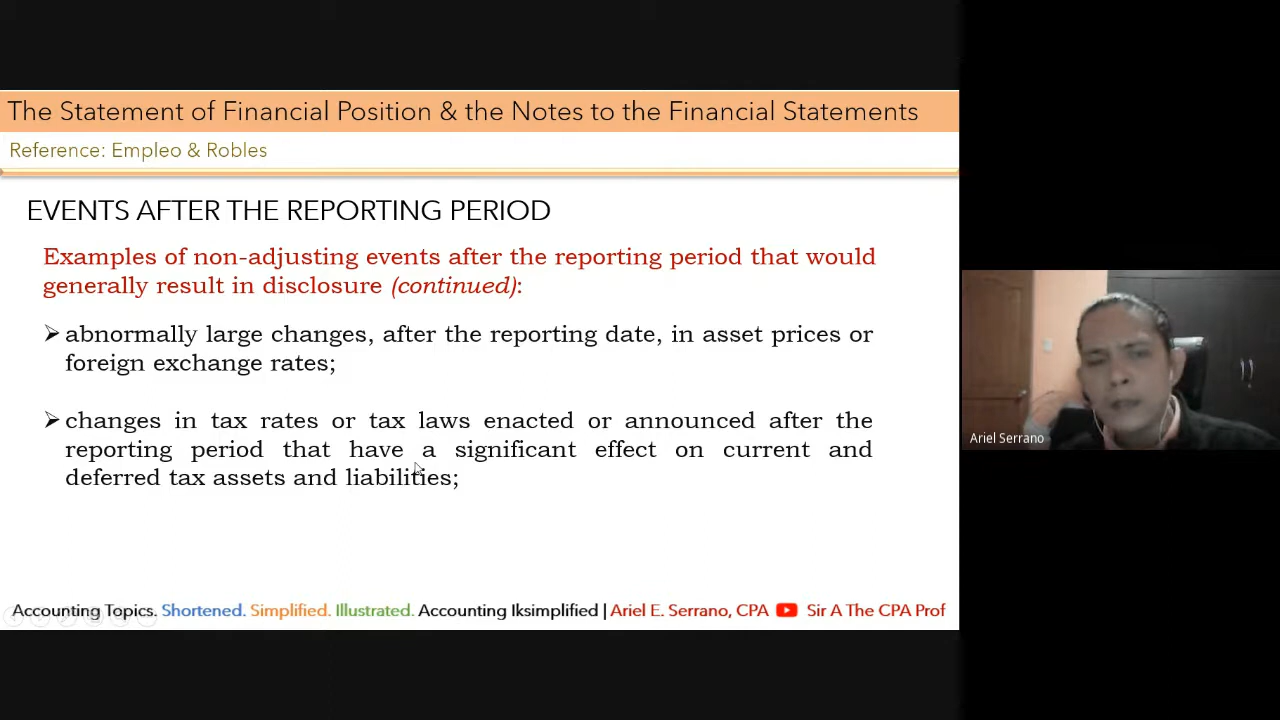 The Statement of Financial Position & the Notes to the Financial Statements
Reference: Empleo & Robles
EVENTS AFTER THE REPORTING PERIOD
Examples of non-adjusting events after the reporting period that would
generally result in disclosure (continued):
abnormally large changes, after the reporting date, in asset prices or
foreign exchange rates;
changes in tax rates or tax laws enacted or announced after the
reporting period that have a significant effect on current and
deferred tax assets and liabilities;
Ariel Serrano
Accounting Topics. Shortened. Simplified. Illustrated. Accounting Iksimplified | Ariel E. Serrano, CPA Sir A The CPA Prof